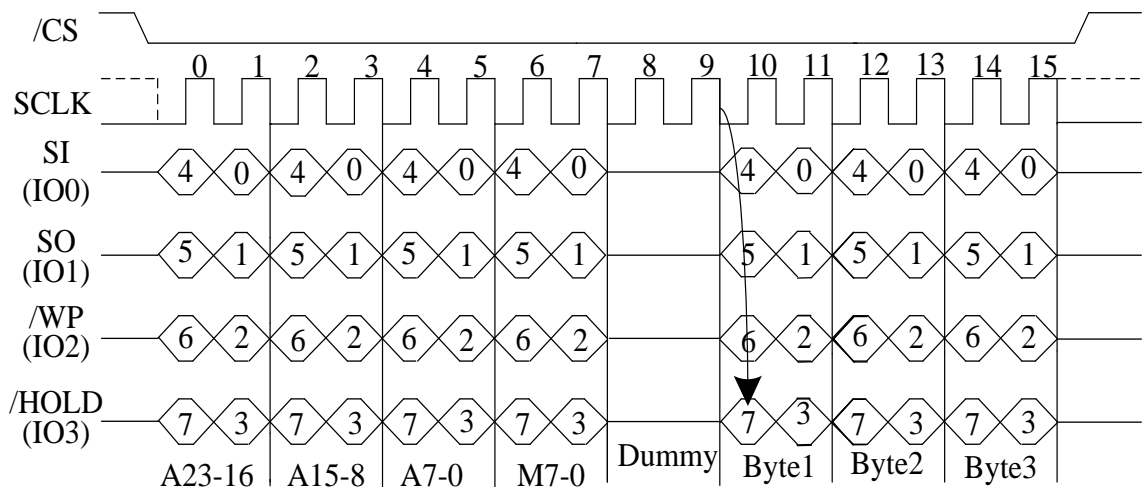 /CS
0 1 2 3 4 5 6 7 8 9 10 11 12 13 14 15
SCLK
SI
(IO0)
4 0 4 0 4 0 4 0 4 0 4 0 4 0
SO
(IO1)
5 1 5 1 5 1 5 1 5 1 5 1 5 1
/WP
(IO2)
6 2 6 2 6 2 6 2 6 2 6 2 6 2
/HOLD
(IO3)
7 3 7 3 7 3 7 3 7 3 7 3 7 3
A23-16 A15-8 A7-0 M7-0 Dummy Byte1 Byte2 Byte3